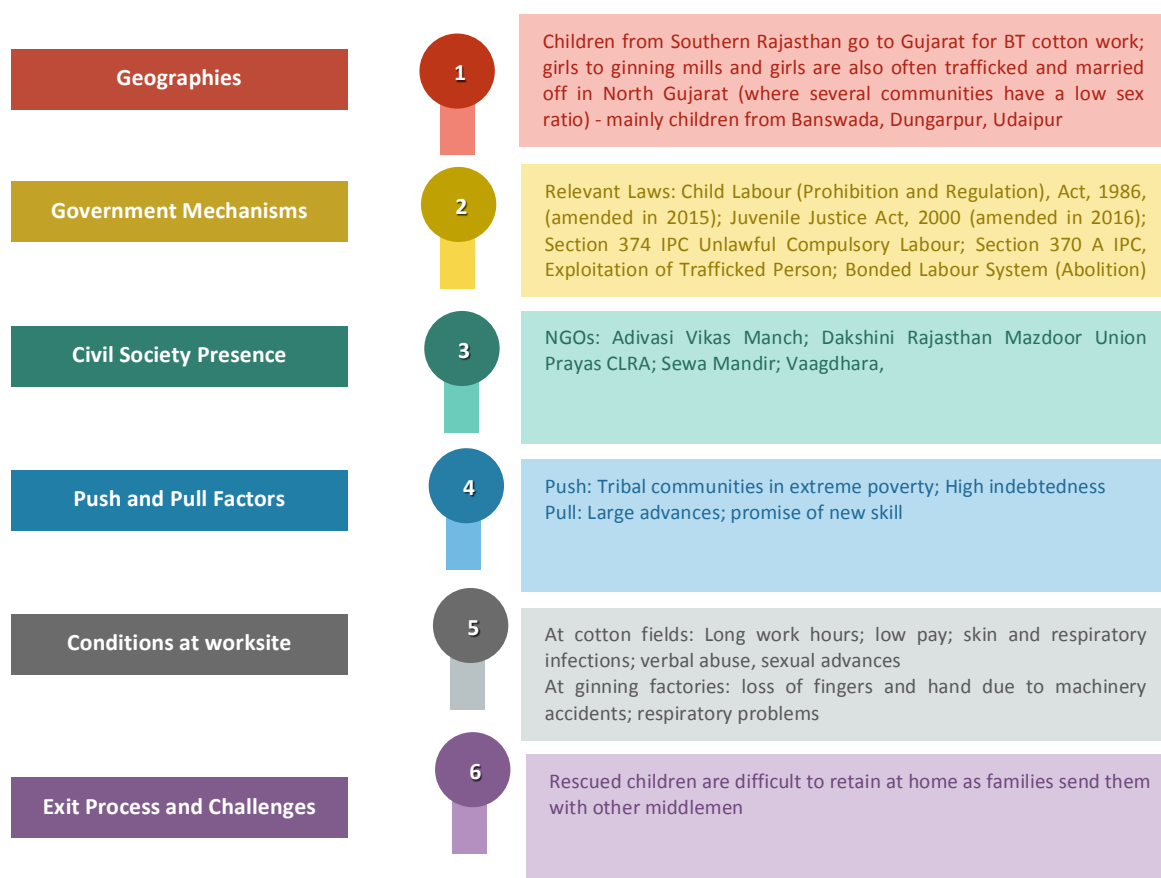 Geographies
1
Children from Southern Rajasthan go to Gujarat for BT cotton work;
girls to ginning mills and girls are also often trafficked and married
off in North Gujarat (where several communities have a low sex
ratio) - mainly children from Banswada, Dungarpur, Udaipur
Government Mechanisms
2
Relevant Laws: Child Labour (Prohibition and Regulation), Act, 1986,
(amended in 2015); Juvenile Justice Act, 2000 (amended in 2016);
Section 374 IPC Unlawful Compulsory Labour; Section 370 A IPC,
Exploitation of Trafficked Person; Bonded Labour System (Abolition)
Civil Society Presence
3
NGOs: Adivasi Vikas Manch; Dakshini Rajasthan Mazdoor Union
Prayas CLRA; Sewa Mandir; Vaagdhara,
Push and Pull Factors
4
Push: Tribal communities in extreme poverty; High indebtedness
Pull: Large advances; promise of new skill
Conditions at worksite
5
At cotton fields: Long work hours; low pay; skin and respiratory
infections; verbal abuse, sexual advances
At ginning factories: loss of fingers and hand due to machinery
accidents; respiratory problems
Exit Process and Challenges
6
Rescued children are difficult to retain at home as families send them
with other middlemen